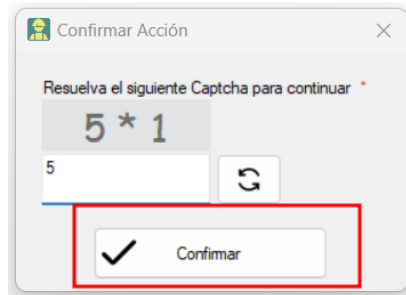 Confirmar Acción
Resuelva el siguiente Captcha para continuar *
5 * 1
5
Confirmar